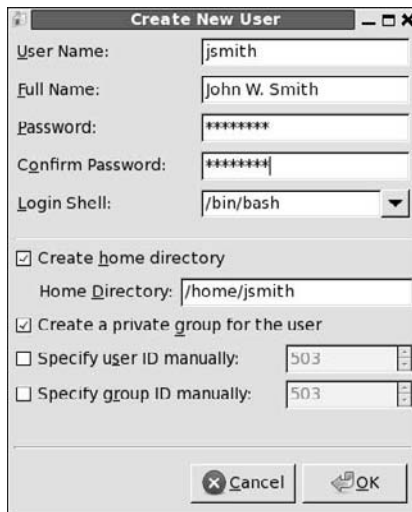 Create New User
User Name: jsmith
Full Name: John W. Smith
Password: ********
Confirm Password: ********
Login Shell: /bin/bash
Create home directory
Home Directory: /home/jsmith
Create a private group for the user
Specify user ID manually: 503
Specify group ID manually: 503
Cancel OK